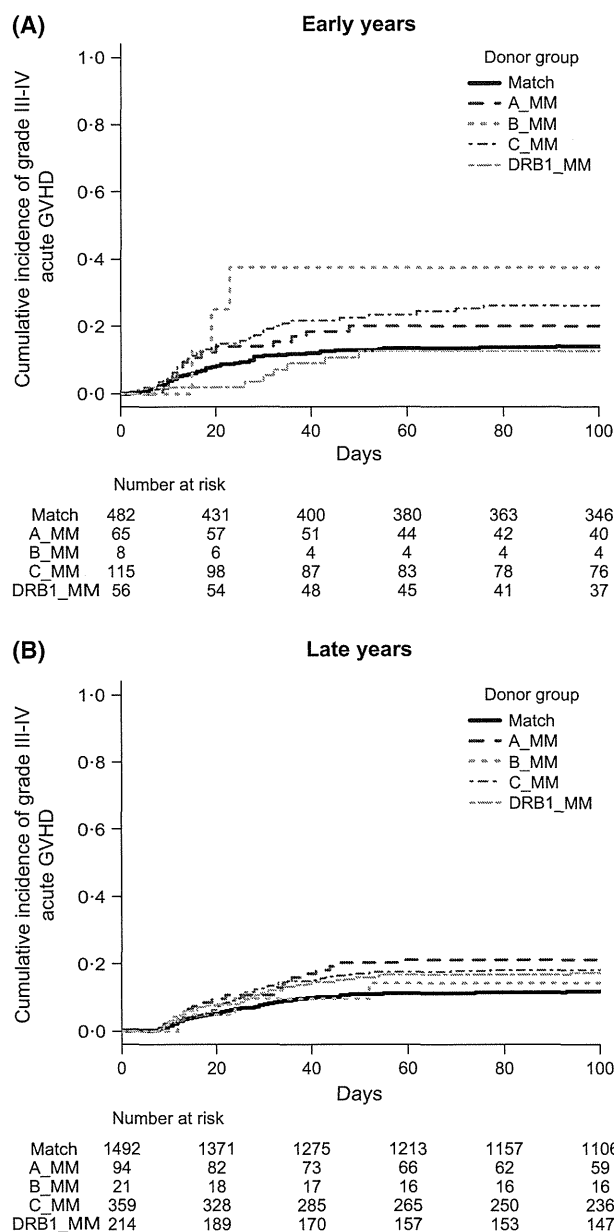 (A)
Early years
Cumulative incidence of grade III-IV
acute GVHD
1·0
0·8
0·6
0·4
0·2
0·0
Donor group
Match
A_MM
B_MM
C_MM
DRB1_MM
0 20 40 60 80 100
Days
Number at risk
Match 482 431 400 380 363 346
A_MM 65 57 51 44 42 40
B_MM 8 6 4 4 4 4
C_MM 115 98 87 83 78 76
DRB1_MM 56 54 48 45 41 37
(B)
Late years
Cumulative incidence of grade III-IV
acute GVHD
1·0
0·8
0·6
0·4
0·2
0·0
Donor group
Match
A_MM
B_MM
C_MM
DRB1_MM
0 20 40 60 80 100
Days
Number at risk
Match 1492 1371 1275 1213 1157 1106
A_MM 94 82 73 66 62 59
B_MM 21 18 17 16 16 16
C_MM 359 328 285 265 250 236
DRB1_MM 214 189 170 157 153 147